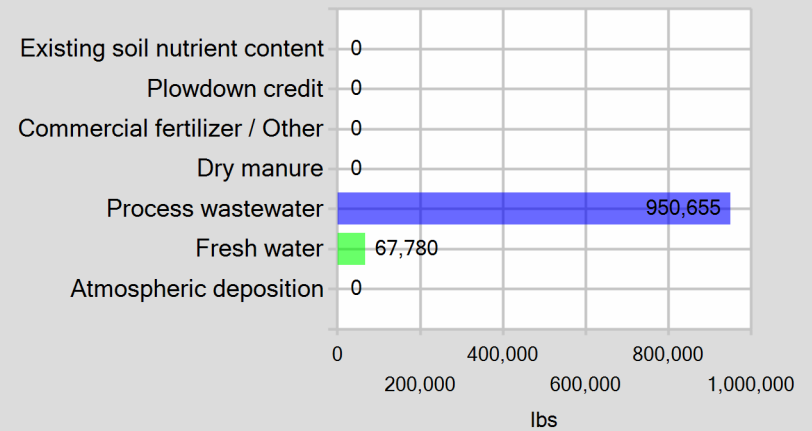 Existing soil nutrient content 0
Plowdown credit 0
Commercial fertilizer / Other 0
Dry manure 0
Process wastewater 950,655
Fresh water 67,780
Atmospheric deposition 0
0 400,000 800,000
200,000 600,000 1,000,000
lbs